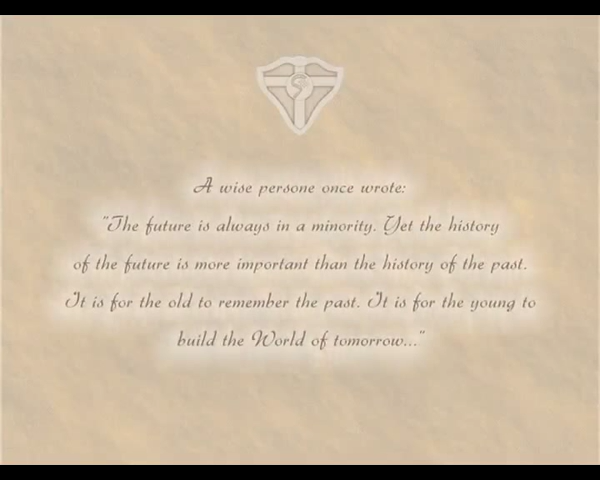 A wise persone once wrote:
"The future is always in a minority. Yet the history
of the future is more important than the history of the past.
It is for the old to remember the past. It is for the young to
build the World of tomorrow..."